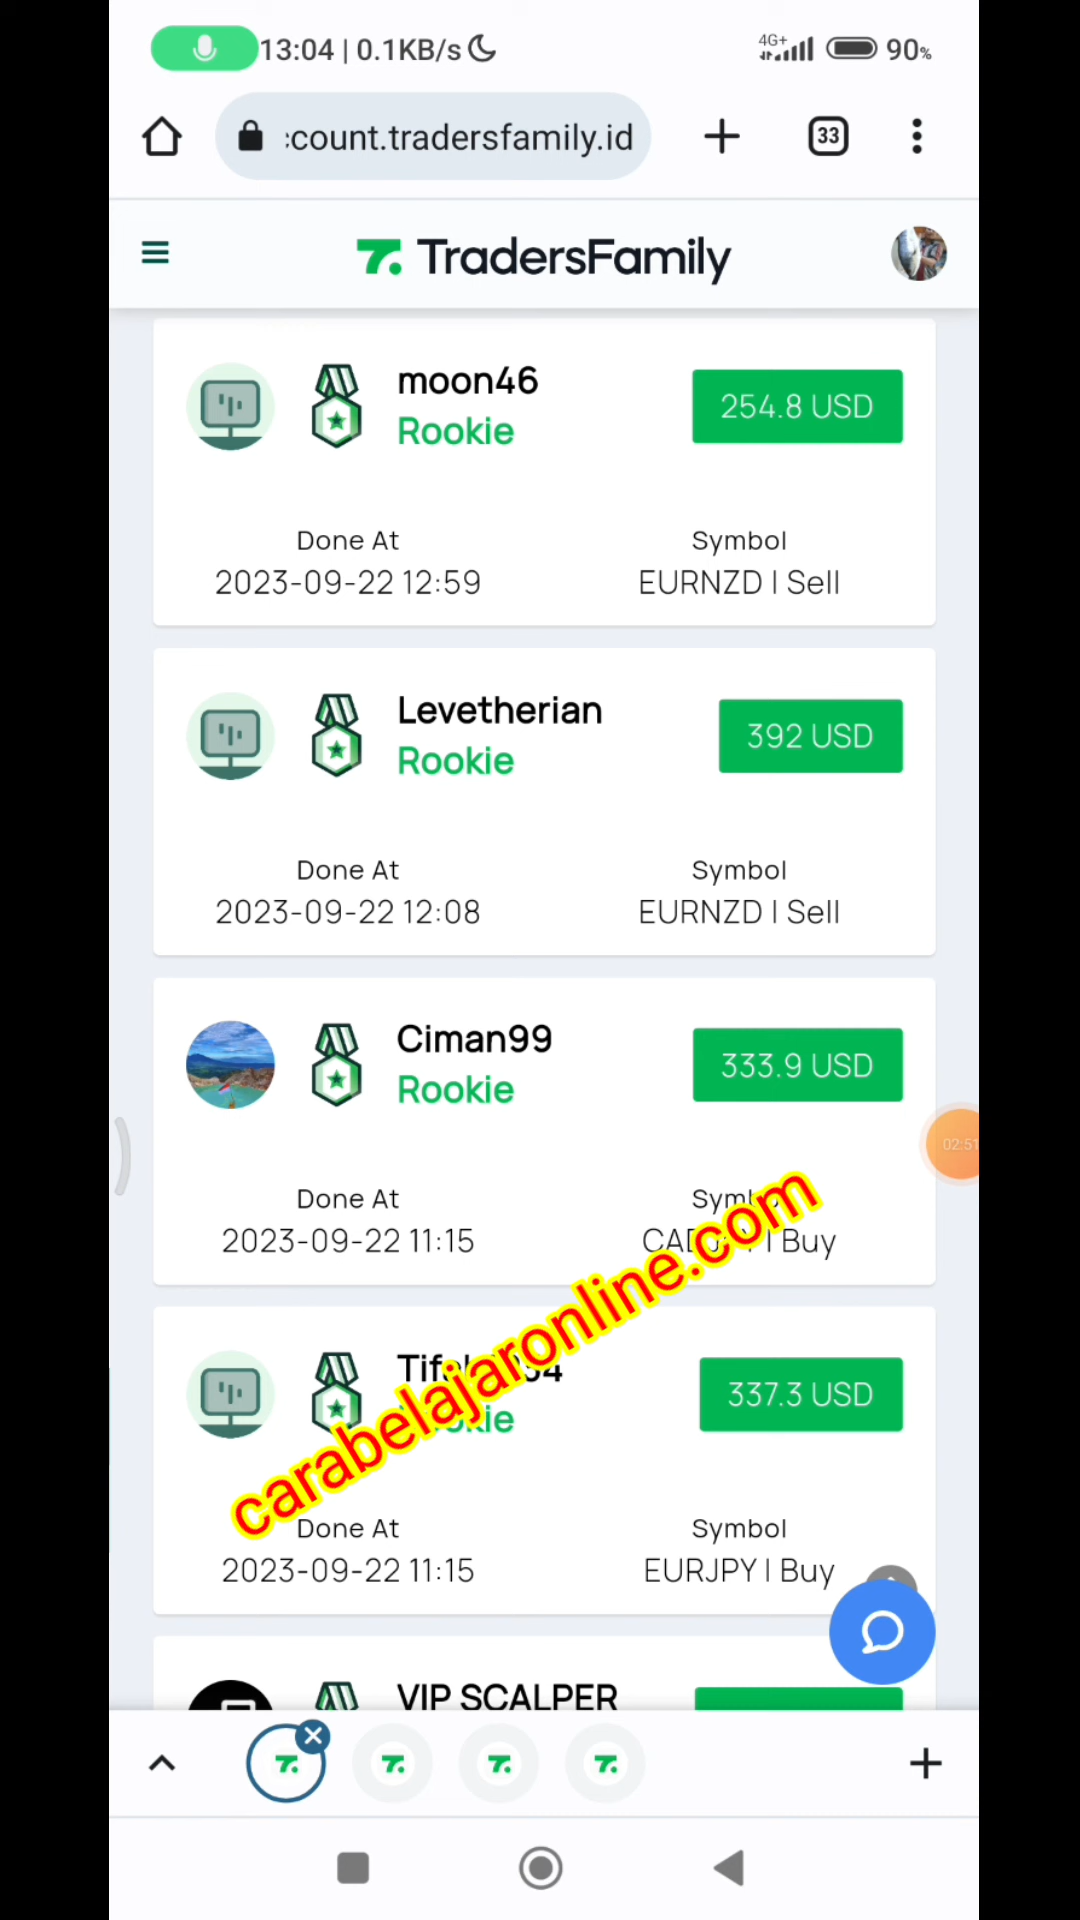 13:04 | 0.1KB/s
4G+ 90%
count.tradersfamily.id 33
TradersFamily
moon46
Rookie
254.8 USD
Done At Symbol
2023-09-22 12:59 EURNZD | Sell
Levetherian
Rookie
392 USD
Done At Symbol
2023-09-22 12:08 EURNZD | Sell
Ciman99
Rookie
333.9 USD
Done At Symbol
2023-09-22 11:15 | Buy
02:51
carabelajaronline.com
337.3 USD
Done At Symbol
2023-09-22 11:15 EURJPY | Buy
VIP SCALPER